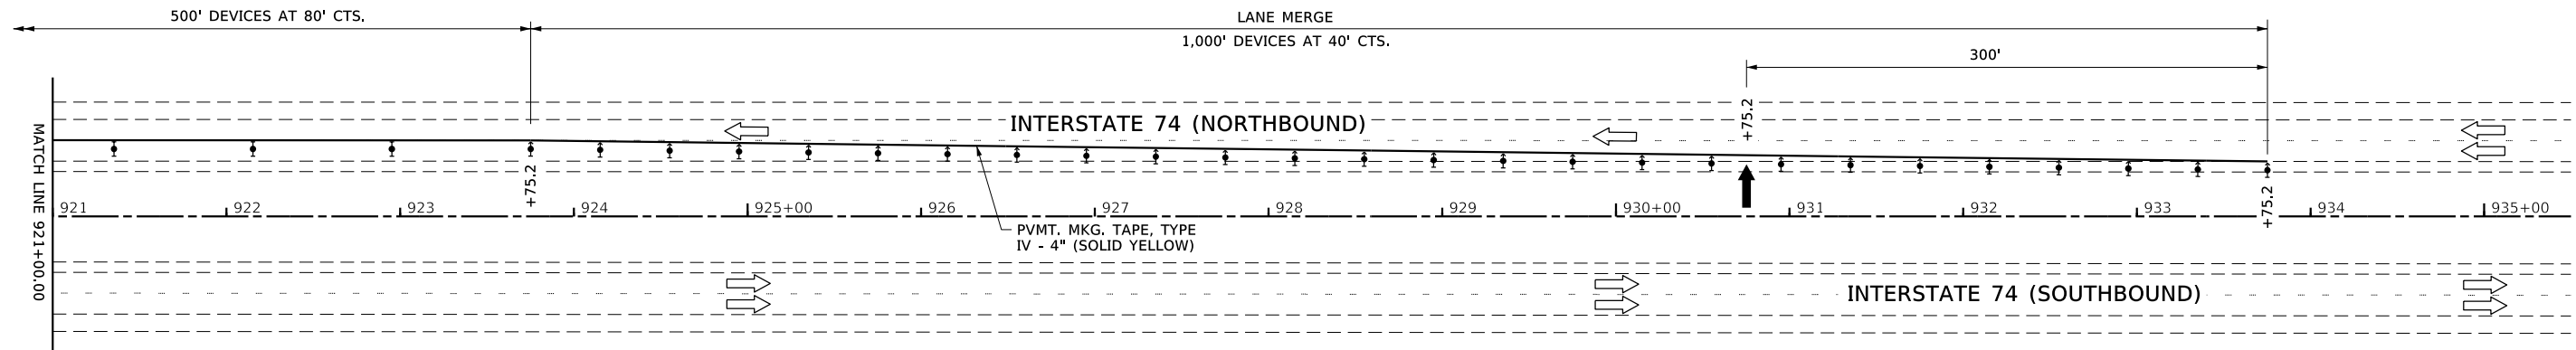 500' DEVICES AT 80' CTS.
LANE MERGE
1,000' DEVICES AT 40' CTS.
300'
+75.2
INTERSTATE 74 (NORTHBOUND)
MATCH LINE 921+00.00
+75.2
+75.2
921 922 923 924 925+00 926 927 928 929 930+00 931 932 933 934 935+00
PVMT. MKG. TAPE, TYPE
IV - 4" (SOLID YELLOW)
INTERSTATE 74 (SOUTHBOUND)